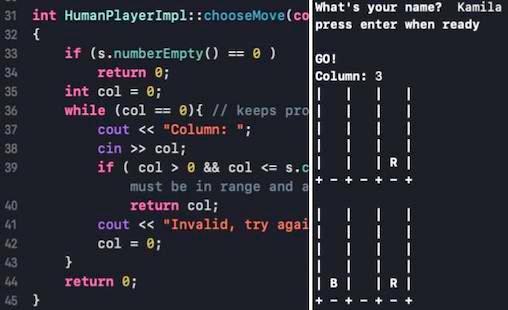 31 int HumanPlayerImpl::chooseMove(co
32 {
33 if (s.numberEmpty() == 0 )
34 return 0;
35 int col = 0;
36 while (col == 0){ // keeps pro
37 cout << "Column: ";
38 cin >> col;
39 if ( col > 0 && col <= s.c
must be in range and a
40 return col;
41 cout << "Invalid, try agai
42 col = 0;
43 }
44 return 0;
45 }
What's your name? Kamila
press enter when ready
GO!
Column: 3
| | | |
| | | |
| | | |
| | | |
| | | R |
+ - + - + - +
| | | |
| | | |
| | | |
| | | |
| B | | R |
+ - + - + - +